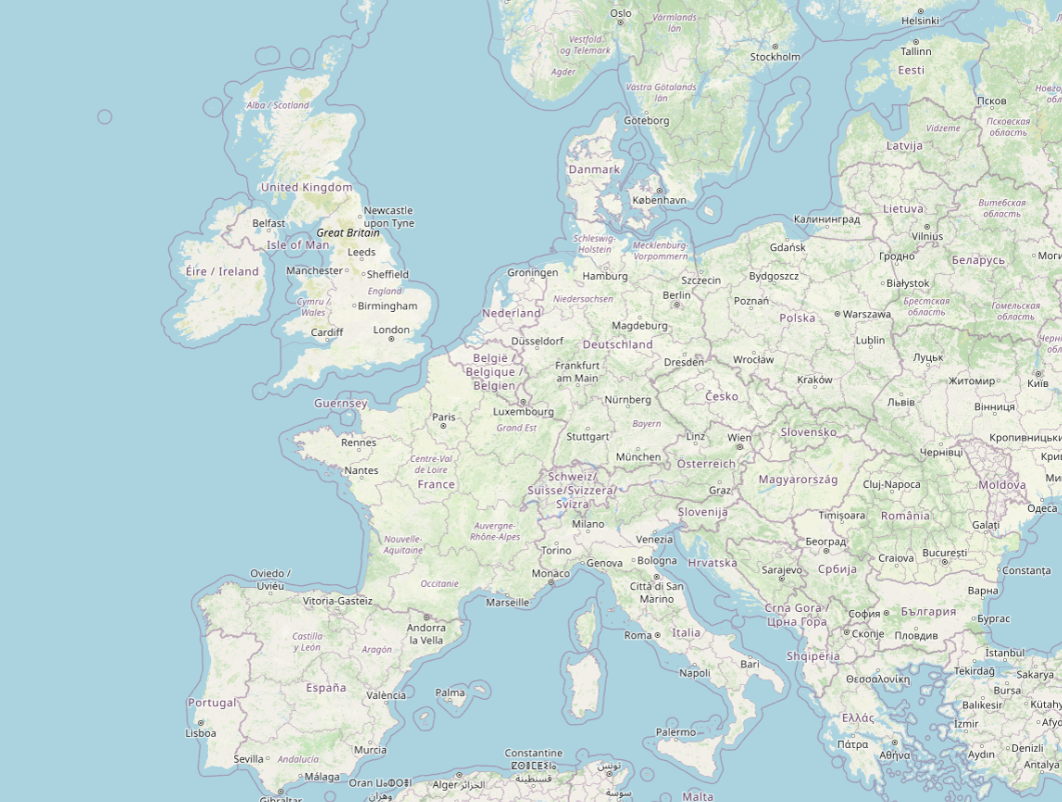 Oslo
Värmlands
län
Helsinki
Vestfold
og Telemark
Stockholm
Tallinn
Eesti
Agder
Västra Götalands
län
Псков
Alba / Scotland
Göteborg
Vidzeme
Псковская
область
Latvija
Danmark
United Kingdom
København
Newcastle
upon Tyne
Калининград
Lietuva
Витебская
область
Belfast
Great Britain
Isle of Man
Leeds
Schleswig-
Holstein
Mecklenburg-
Vorpommern
Gdańsk
Vilnius
Гродно
Беларусь
Éire / Ireland
Manchester
Sheffield
Groningen
Hamburg
Szczecin
Bydgoszcz
Białystok
England
Cymru /
Wales
Birmingham
Niedersachsen
Berlin
Poznań
Брестская
область
Гомельская
область
Nederland
Warszawa
Polska
Cardiff
London
Magdeburg
Düsseldorf
Deutschland
Lublin
België
Belgique /
Belgien
Frankfurt
am Main
Dresden
Wrocław
Луцьк
Kraków
Житомир
Київ
Česko
Guernsey
Luxembourg
Nürnberg
Львів
Вінниця
Paris
Grand Est
Bayern
Rennes
Stuttgart
Linz
Wien
Slovensko
Кропивницький
Чернівці
Nantes
Centre-Val
de Loire
France
München
Österreich
Schweiz/
Suisse/Svizzera/
Svizra
Graz
Magyarország
Cluj-Napoca
Moldova
Slovenija
Timișoara
România
Одеса
Milano
Galați
Auvergne-
Rhône-Alpes
Nouvelle-
Aquitaine
Torino
Venezia
Београд
București
Genova
Bologna
Hrvatska
Sarajevo
Србија
Craiova
Constanța
Oviedo /
Uviéu
Occitanie
Monaco
Città di San
Marino
Варна
Vitoria-Gasteiz
Marseille
Crna Gora /
Црна Гора
София
България
Бургас
Andorra
la Vella
Castilla
y León
Aragón
Roma
Italia
Скопје
Пловдив
Shqipëria
İstanbul
Bari
Napoli
Tekirdağ
Sakarya
Θεσσαλονίκη
España
València
Palma
Bursa
Portugal
Balıkesir
Ελλάς
Lisboa
İzmir
Palermo
Πάτρα
Αθήνα
Murcia
Sevilla
Andalucía
Constantine
ⵇⵙⴻⵏⵟⵉⵏⴰ
قسنطينة
تونس
Aydın
Denizli
Antalya
Málaga
Oran ⵡⴰⵀⵔⴰⵏ
وهران
Alger الجزائر
سوسة
Malta
Gibraltar